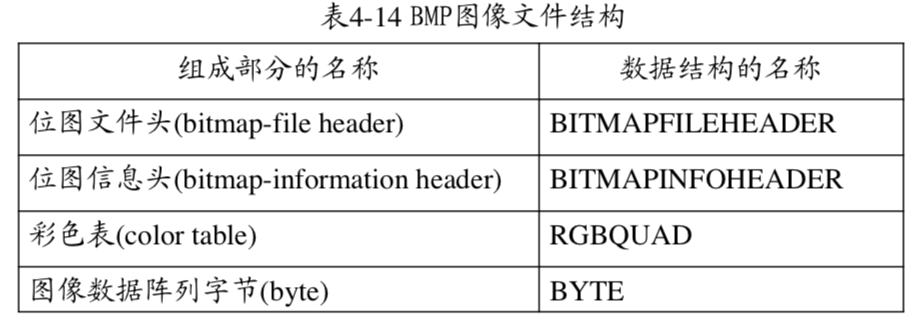 表4-14 BMP图像文件结构
组成部分的名称 数据结构的名称
位图文件头(bitmap-file header) BITMAPFILEHEADER
位图信息头(bitmap-information header) BITMAPINFOHEADER
彩色表(color table) RGBQUAD
图像数据阵列字节(byte) BYTE